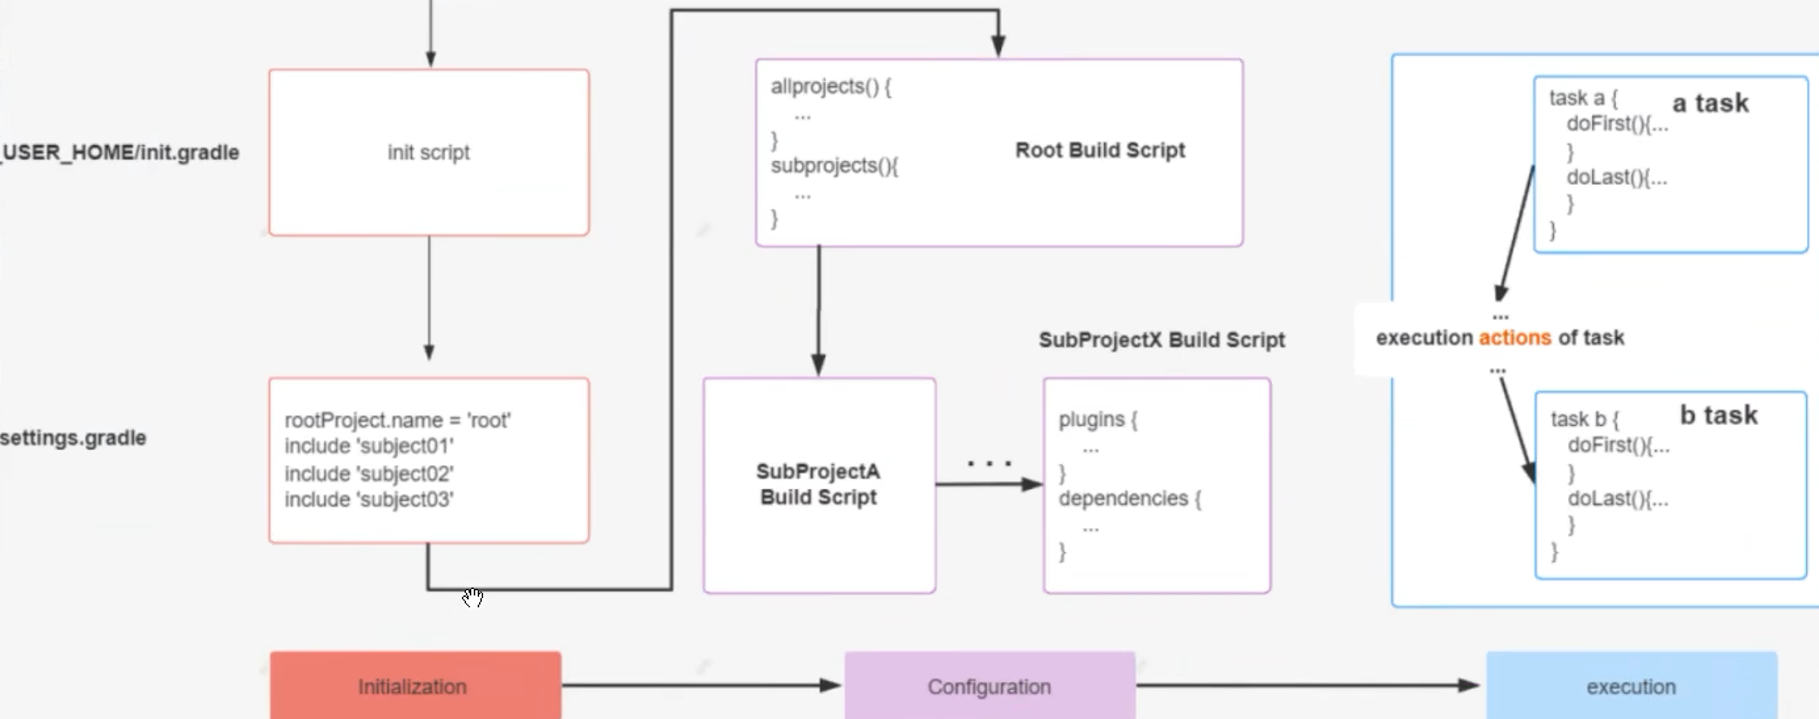 _USER_HOME/init.gradle
init script
settings.gradle
rootProject.name = 'root'
include 'subject01'
include 'subject02'
include 'subject03'
allprojects() {
...
}
subprojects(){
...
}
Root Build Script
SubProjectA
Build Script
...
SubProjectX Build Script
plugins {
...
}
dependencies {
...
}
task a {
doFirst(){...
}
doLast(){...
}
}
a task
...
execution actions of task
...
task b {
doFirst(){...
}
doLast(){...
}
}
b task
Initialization
Configuration
execution